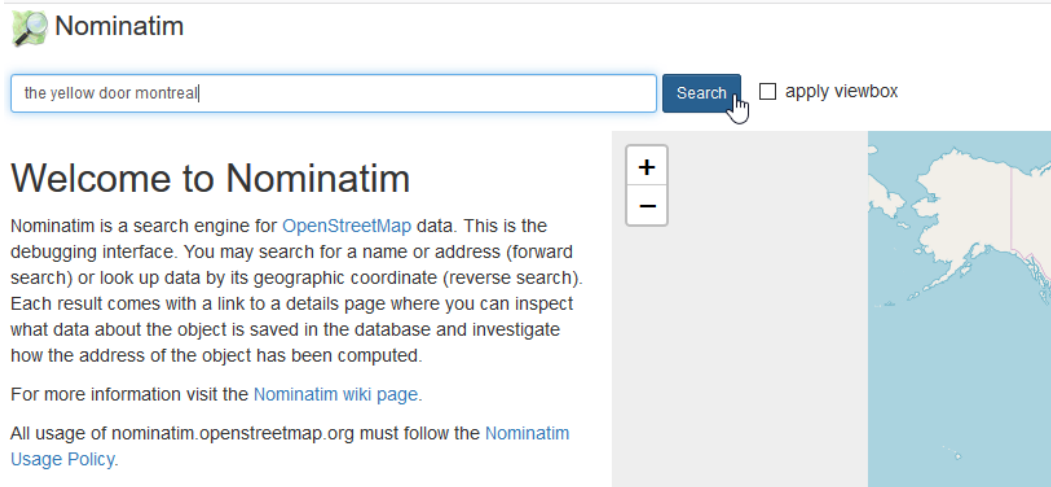 Nominatim
the yellow door montreal
Search
apply viewbox
+
−
Welcome to Nominatim
Nominatim is a search engine for OpenStreetMap data. This is the
debugging interface. You may search for a name or address (forward
search) or look up data by its geographic coordinate (reverse search).
Each result comes with a link to a details page where you can inspect
what data about the object is saved in the database and investigate
how the address of the object has been computed.
For more information visit the Nominatim wiki page.
All usage of nominatim.openstreetmap.org must follow the Nominatim
Usage Policy.